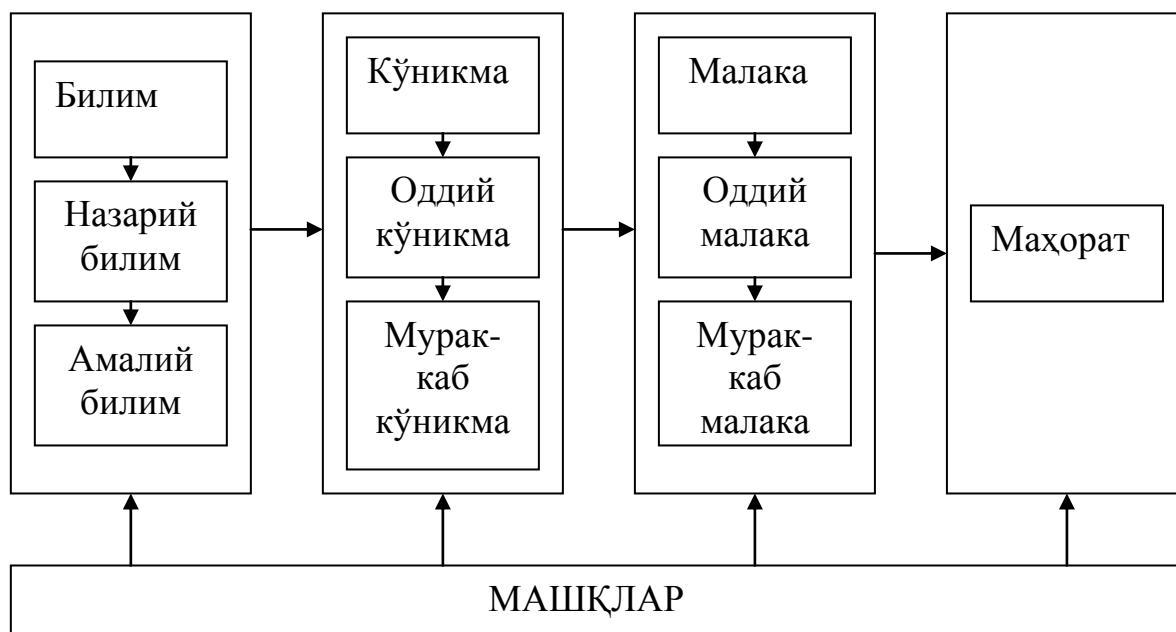 Билим
Назарий
билим
Амалий
билим
Кўникма
Оддий
кўникма
Мурак-
каб
кўникма
Малака
Оддий
малака
Мурак-
каб
малака
Маҳорат
МАШҚЛАР